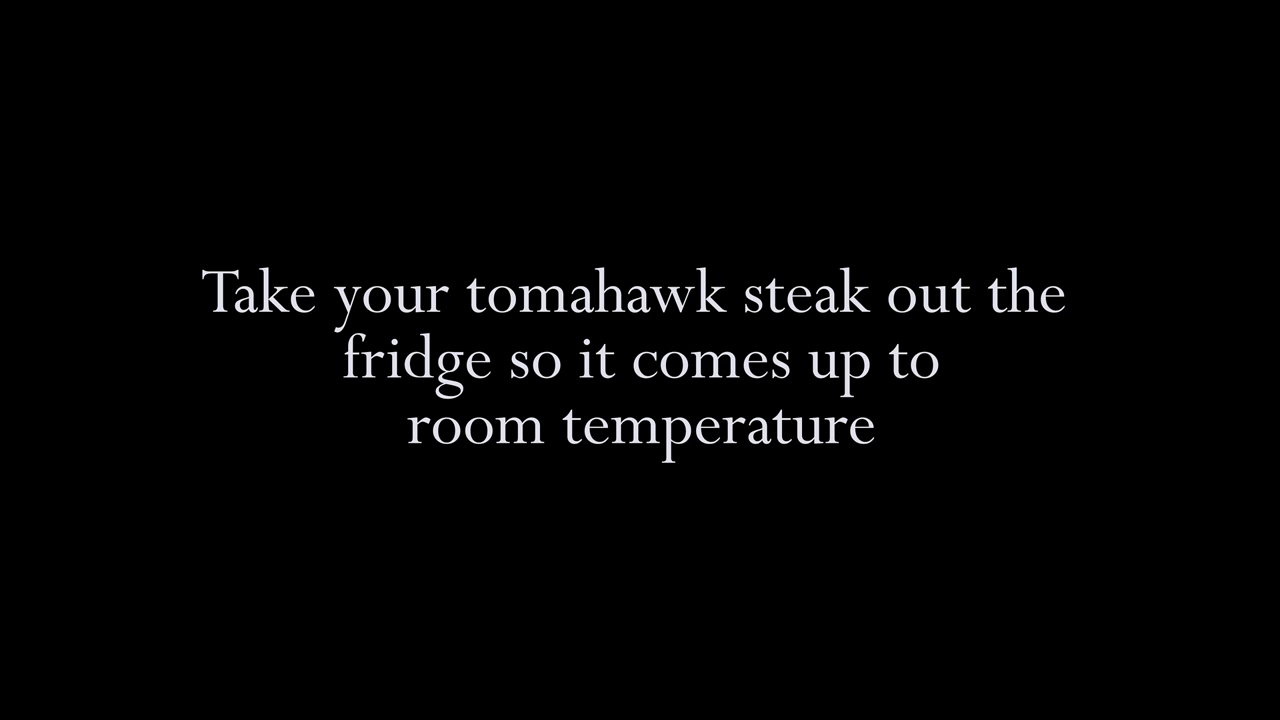 Take your tomahawk steak out the
fridge so it comes up to
room temperature